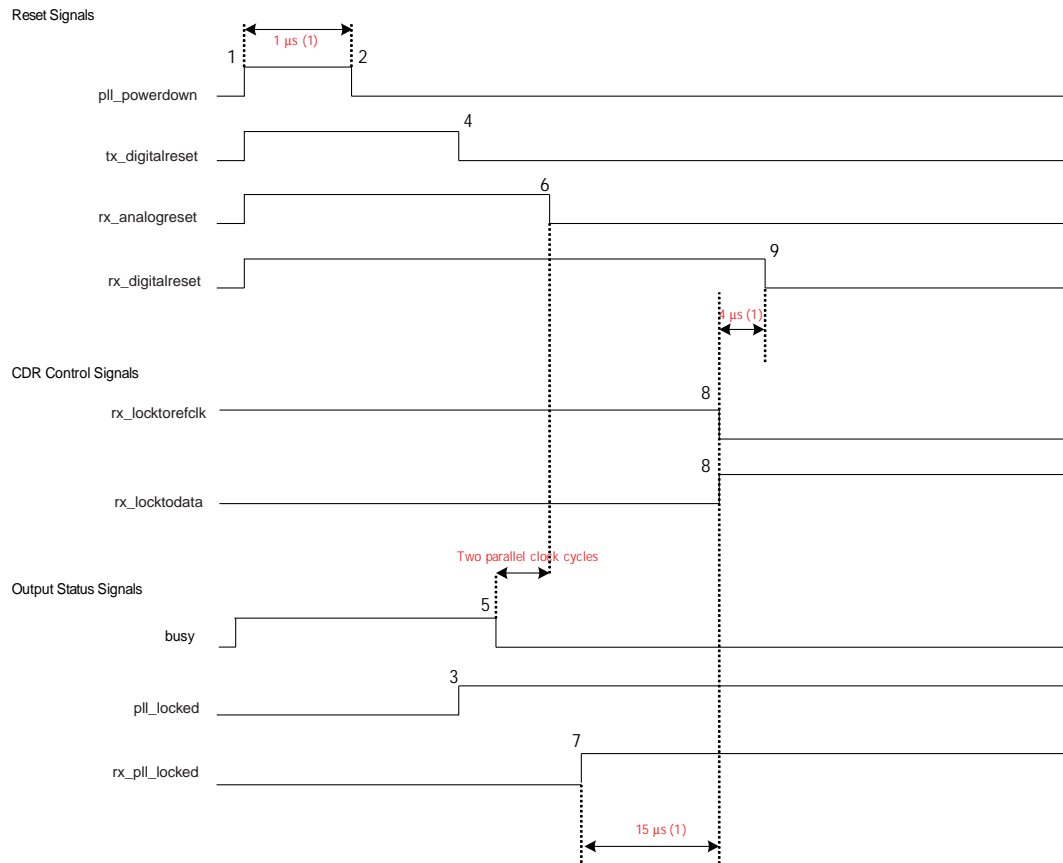 Reset Signals
1 µs (1)
1
2
pll_powerdown
4
tx_digitalreset
6
rx_analogreset
9
rx_digitalreset
4 µs (1)
CDR Control Signals
8
rx_locktorefclk
8
rx_locktodata
Two parallel clock cycles
Output Status Signals
5
busy
3
pll_locked
7
rx_pll_locked
15 µs (1)